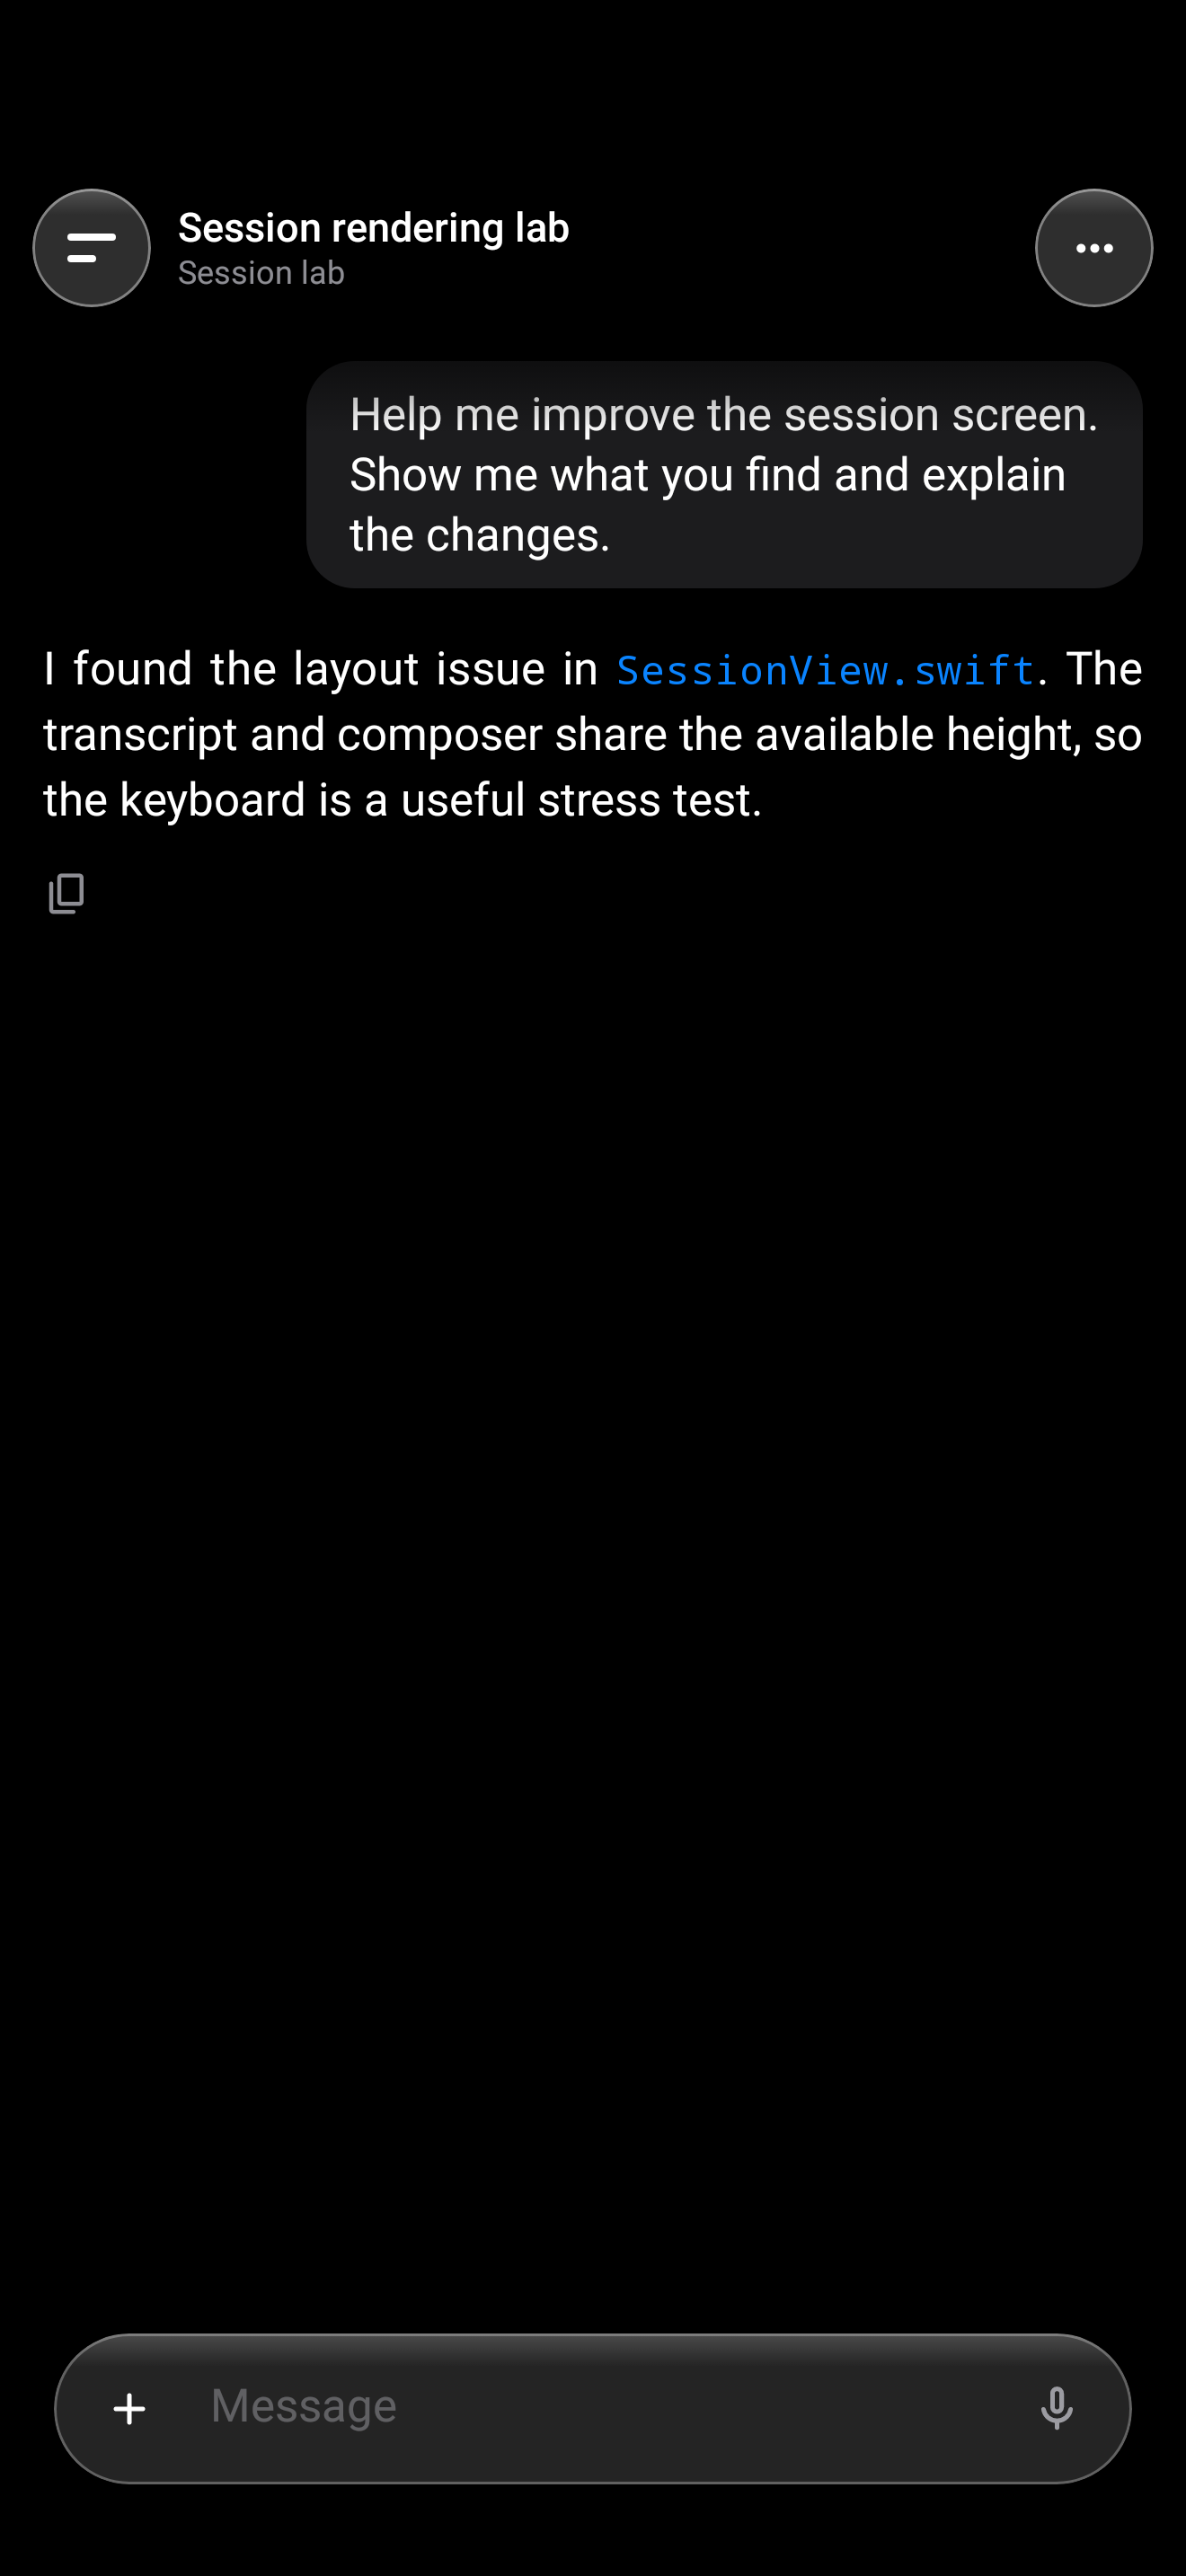 Session rendering lab
Session lab
Help me improve the session screen.
Show me what you find and explain
the changes.
I found the layout issue in SessionView.swift. The
transcript and composer share the available height, so
the keyboard is a useful stress test.
Message